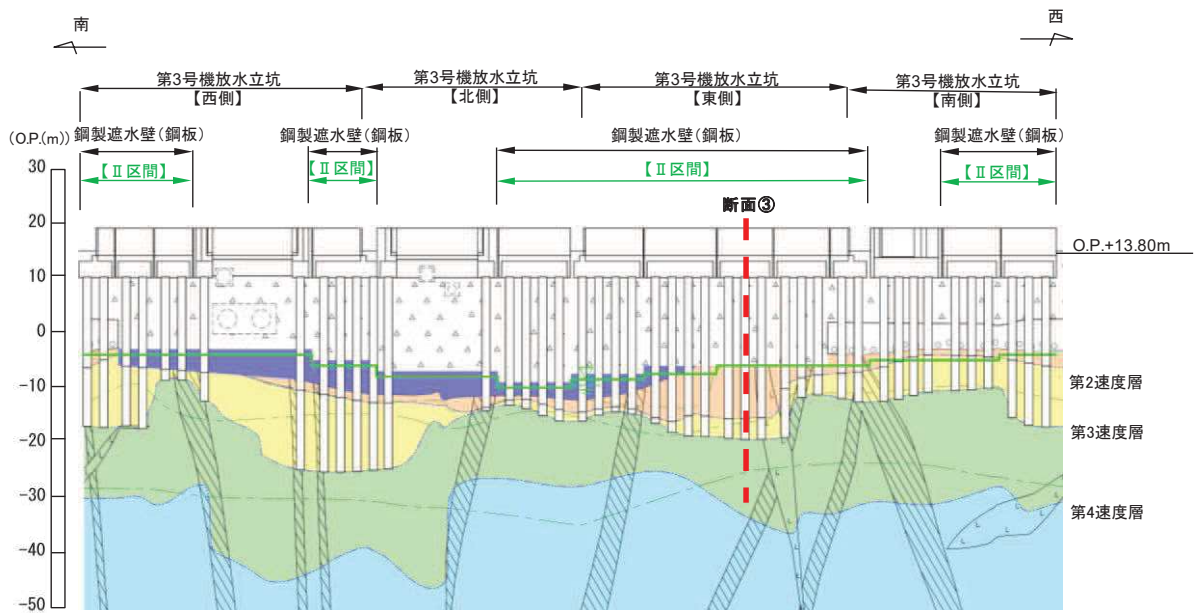 南
西
第3号機放水立坑
【西側】
第3号機放水立坑
【北側】
第3号機放水立坑
【東側】
第3号機放水立坑
【南側】
(O.P.(m))
鋼製遮水壁(鋼板)
鋼製遮水壁(鋼板)
鋼製遮水壁(鋼板)
鋼製遮水壁(鋼板)
【Ⅱ区間】
【Ⅱ区間】
【Ⅱ区間】
【Ⅱ区間】
断面③
30
20
10
0
-10
-20
-30
-40
-50
O.P.+13.80m
第2速度層
第3速度層
第4速度層